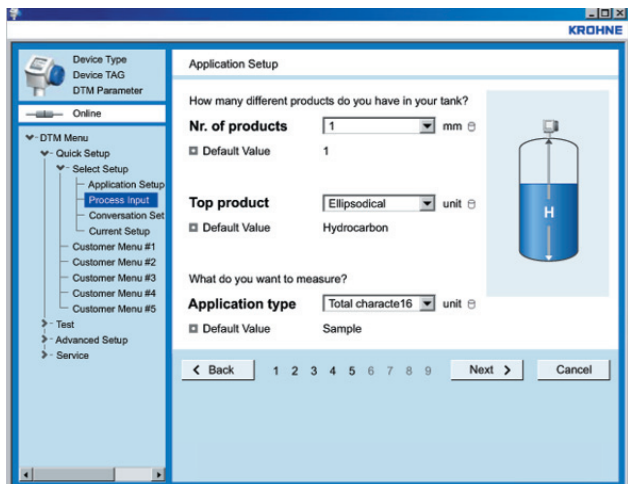 KROHNE
Device Type
Device TAG
DTM Parameter
Online
DTM Menu
Quick Setup
Select Setup
Application Setup
Process Input
Conversation Set
Current Setup
Customer Menu #1
Customer Menu #2
Customer Menu #3
Customer Menu #4
Customer Menu #5
Test
Advanced Setup
Service
Application Setup
How many different products do you have in your tank?
Nr. of products 1 mm
Default Value 1
Top product Ellipsodical unit
Default Value Hydrocarbon
What do you want to measure?
Application type Total characte16 unit
Default Value Sample
H
< Back 1 2 3 4 5 6 7 8 9 Next > Cancel